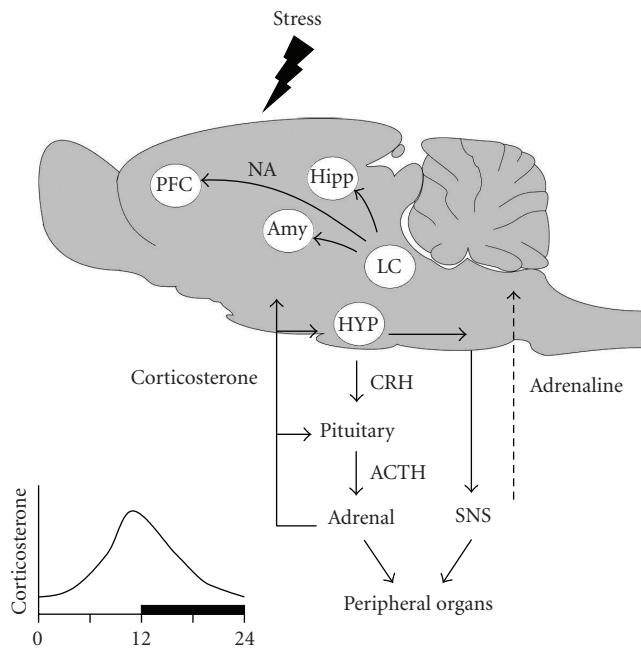 Stress
NA
PFC
Hipp
Amy
LC
HYP
Corticosterone
CRH
Adrenaline
Pituitary
ACTH
Adrenal
SNS
Peripheral organs
Corticosterone
0
12
24